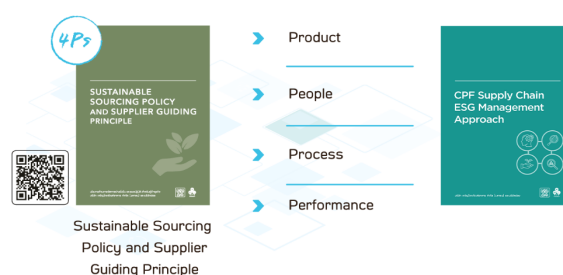 4Ps
SUSTAINABLE
SOURCING POLICY
AND SUPPLIER GUIDING
PRINCIPLE
Sustainable Sourcing
Policy and Supplier
Guiding Principle
Product
People
Process
Performance
CPF Supply Chain
ESG Management
Approach